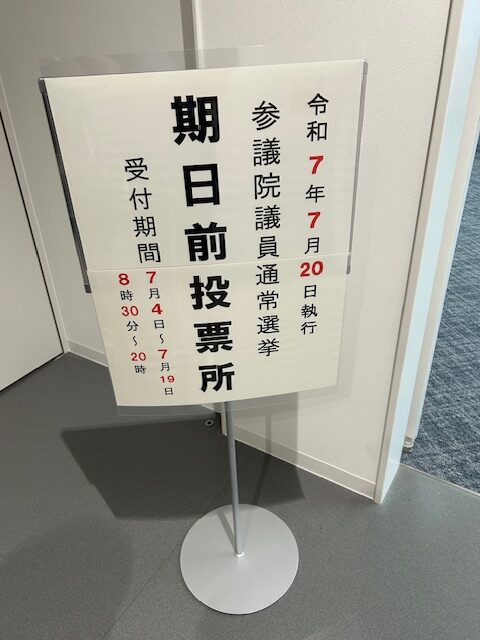 令和7年7月20日執行
参議院議員通常選挙
期日前投票所
受付期間
7月4日～7月19日
8時30分～20時